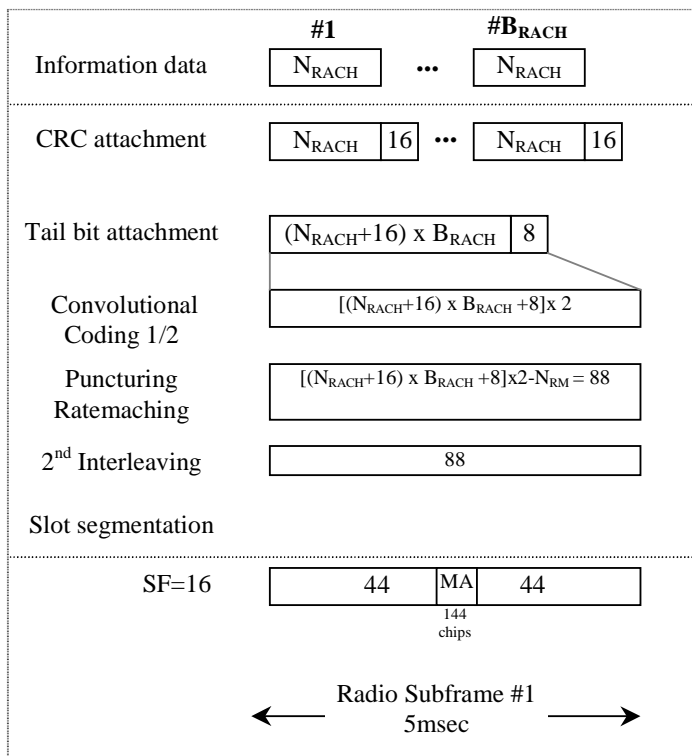 #1 #B_RACH
Information data N_RACH ... N_RACH
CRC attachment N_RACH 16 ... N_RACH 16
Tail bit attachment (N_RACH+16) x B_RACH 8
Convolutional
Coding 1/2
[(N_RACH+16) x B_RACH +8]x 2
Puncturing
Ratemaching
[(N_RACH+16) x B_RACH +8]x2-N_RM = 88
2nd Interleaving 88
Slot segmentation
SF=16 44 MA 44
144
chips
Radio Subframe #1
5msec